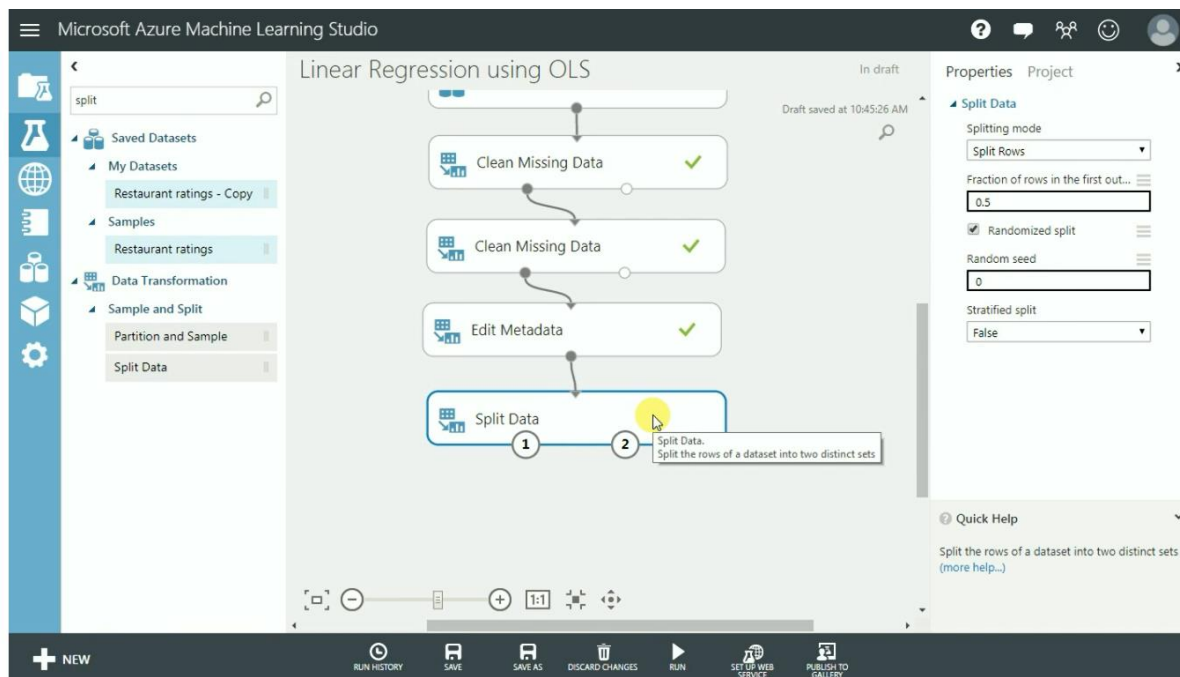 Microsoft Azure Machine Learning Studio
split
Saved Datasets
My Datasets
Restaurant ratings - Copy
Samples
Restaurant ratings
Data Transformation
Sample and Split
Partition and Sample
Split Data
Linear Regression using OLS
In draft
Draft saved at 10:45:26 AM
Clean Missing Data
Clean Missing Data
Edit Metadata
Split Data
1
2
Split Data.
Split the rows of a dataset into two distinct sets
1:1
Properties Project
Split Data
Splitting mode
Split Rows
Fraction of rows in the first out...
0.5
Randomized split
Random seed
0
Stratified split
False
Quick Help
Split the rows of a dataset into two distinct sets
(more help...)
NEW
RUN HISTORY
SAVE
SAVE AS
DISCARD CHANGES
RUN
SET UP WEB
SERVICE
PUBLISH TO
GALLERY